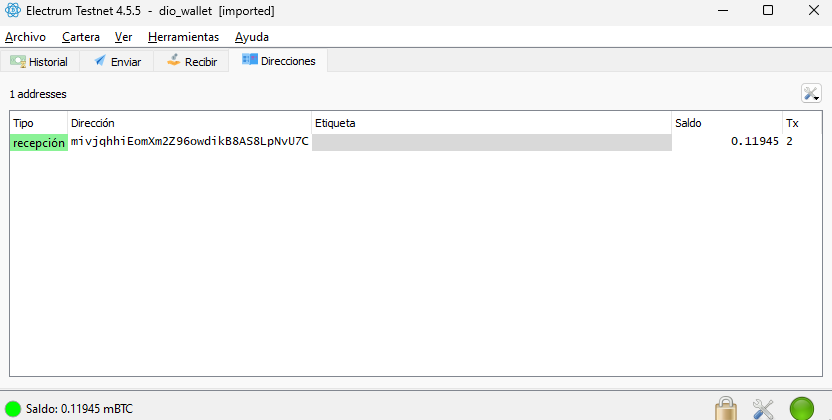 Electrum Testnet 4.5.5 - dio_wallet [imported]
Archivo Cartera Ver Herramientas Ayuda
Historial Enviar Recibir Direcciones
1 addresses
Tipo Dirección Etiqueta Saldo Tx
recepción mivjqhhiEomXm2Z96owdikB8AS8LpNvU7C 0.11945 2
Saldo: 0.11945 mBTC